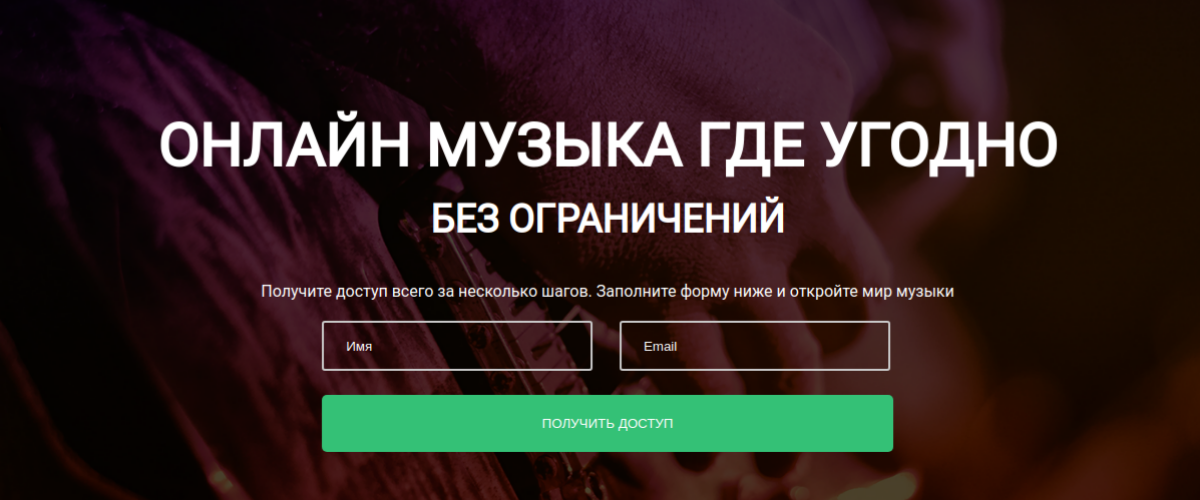 ОНЛАЙН МУЗЫКА ГДЕ УГОДНО
БЕЗ ОГРАНИЧЕНИЙ
Получите доступ всего за несколько шагов. Заполните форму ниже и откройте мир музыки
Имя
Email
ПОЛУЧИТЬ ДОСТУП